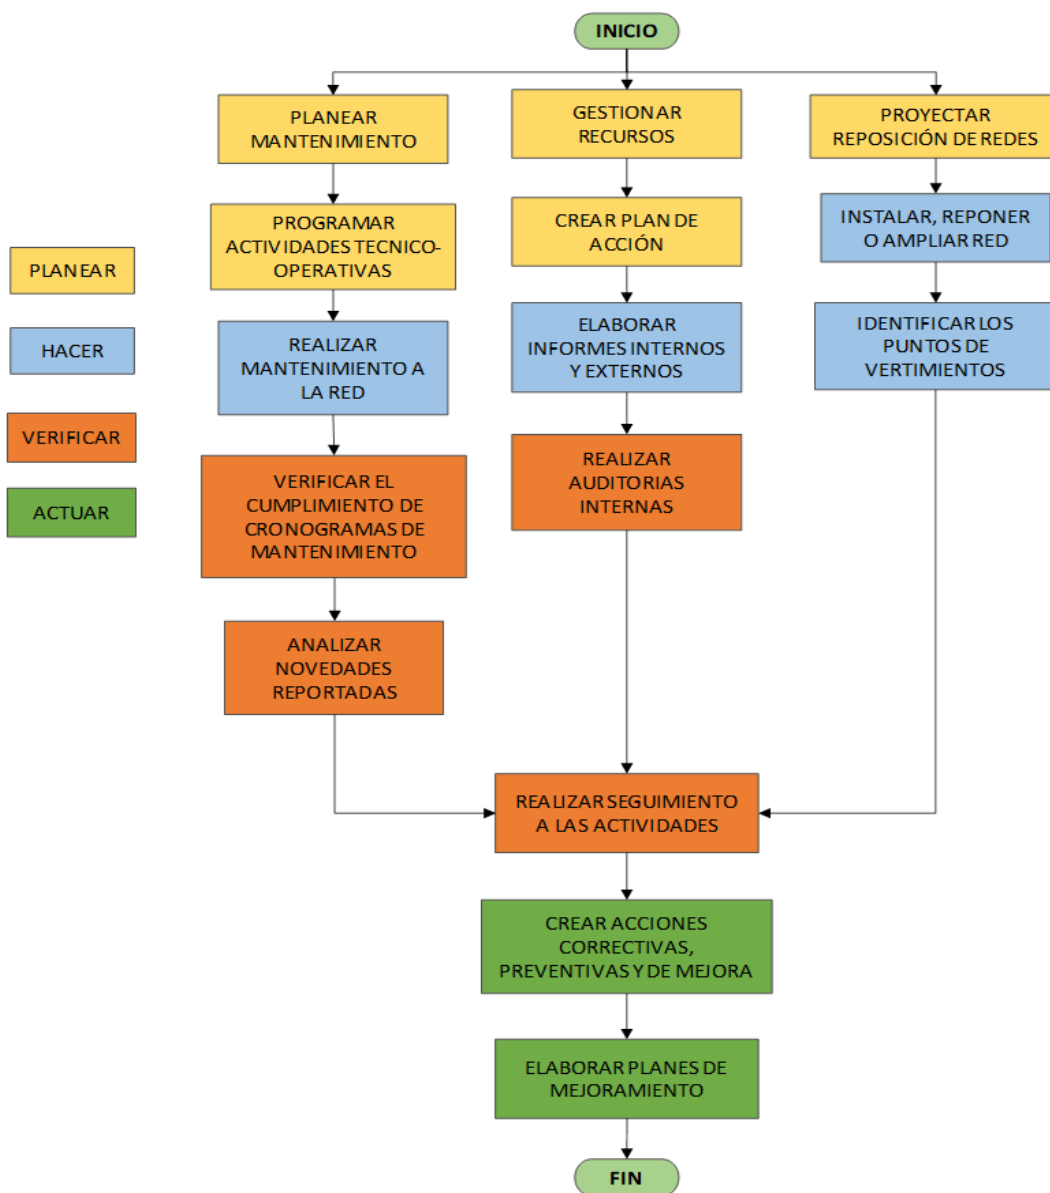 INICIO
PLANEAR
MANTENIMIENTO
GESTIONAR
RECURSOS
PROYECTAR
REPOSICIÓN DE REDES
PROGRAMAR
ACTIVIDADES TECNICO-
OPERATIVAS
CREAR PLAN DE
ACCIÓN
INSTALAR, REPONER
O AMPLIAR RED
PLANEAR
HACER
VERIFICAR
ACTUAR
REALIZAR
MANTENIMIENTO A
LA RED
ELABORAR
INFORMES INTERNOS
Y EXTERNOS
IDENTIFICAR LOS
PUNTOS DE
VERTIMIENTOS
VERIFICAR EL
CUMPLIMIENTO DE
CRONOGRAMAS DE
MANTENIMIENTO
REALIZAR
AUDITORIAS
INTERNAS
ANALIZAR
NOVEDADES
REPORTADAS
REALIZAR SEGUIMIENTO
A LAS ACTIVIDADES
CREAR ACCIONES
CORRECTIVAS,
PREVENTIVAS Y DE MEJORA
ELABORAR PLANES DE
MEJORAMIENTO
FIN